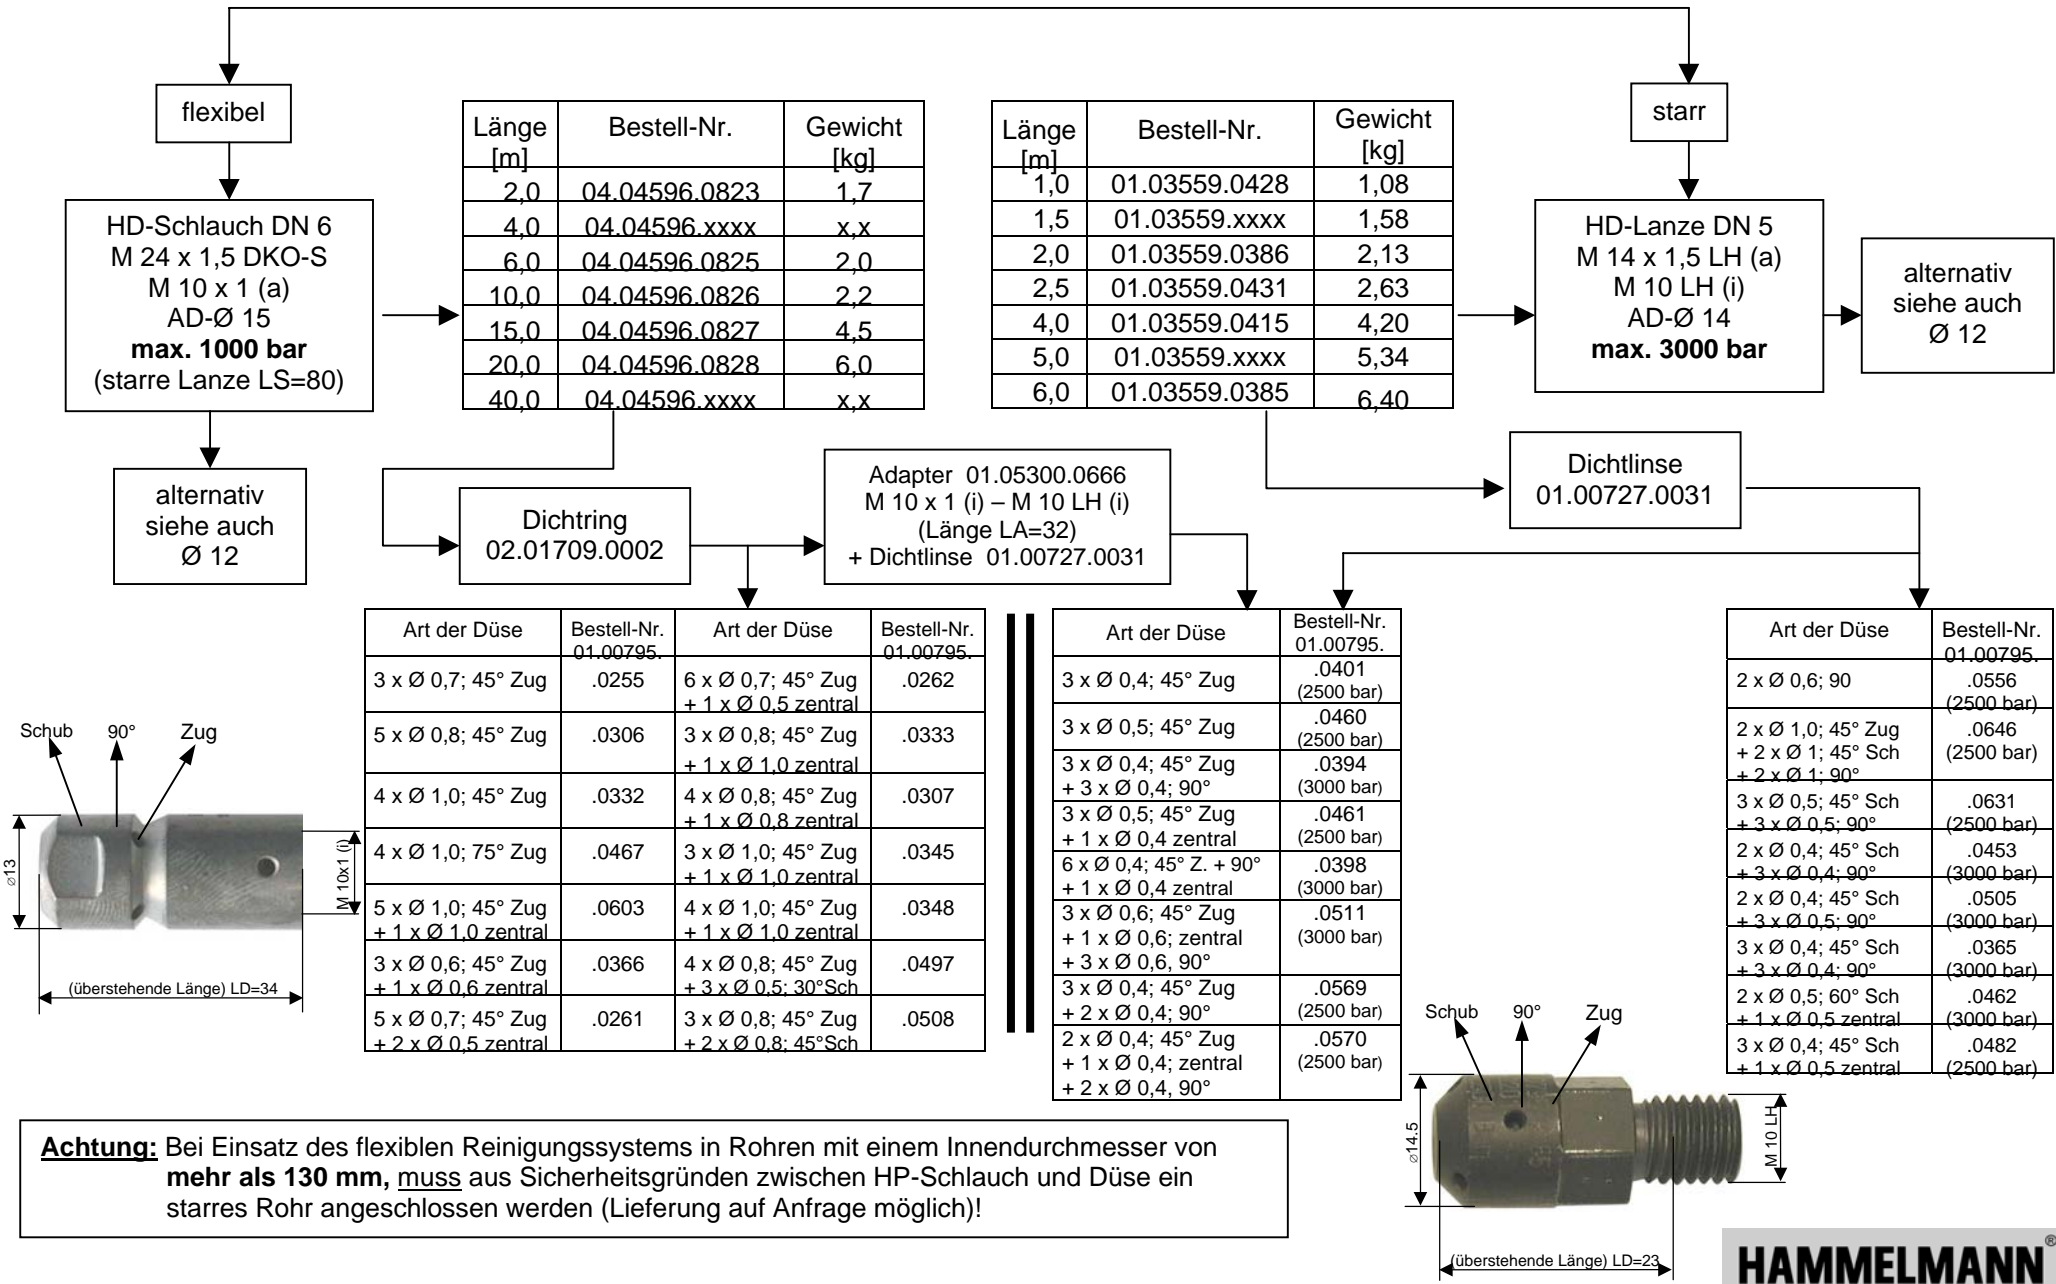 flexibel
starr
HD-Schlauch DN 6
M 24 x 1,5 DKO-S
M 10 x 1 (a)
AD-Ø 15
max. 1000 bar
(starre Lanze LS=80)
Länge [m] Bestell-Nr. Gewicht [kg]
2,0 04.04596.0823 1,7
4,0 04.04596.xxxx x,x
6,0 04.04596.0825 2,0
10,0 04.04596.0826 2,2
15,0 04.04596.0827 4,5
20,0 04.04596.0828 6,0
40,0 04.04596.xxxx x,x
Länge [m] Bestell-Nr. Gewicht [kg]
1,0 01.03559.0428 1,08
1,5 01.03559.xxxx 1,58
2,0 01.03559.0386 2,13
2,5 01.03559.0431 2,63
4,0 01.03559.0415 4,20
5,0 01.03559.xxxx 5,34
6,0 01.03559.0385 6,40
HD-Lanze DN 5
M 14 x 1,5 LH (a)
M 10 LH (i)
AD-Ø 14
max. 3000 bar
alternativ
siehe auch
Ø 12
alternativ
siehe auch
Ø 12
Dichtring
02.01709.0002
Adapter 01.05300.0666
M 10 x 1 (i) – M 10 LH (i)
(Länge LA=32)
+ Dichtlinse 01.00727.0031
Dichtlinse
01.00727.0031
Schub 90° Zug
⌀13
M 10x1 (i)
(überstehende Länge) LD=34
Art der Düse Bestell-Nr. 01.00795. Art der Düse Bestell-Nr. 01.00795.
3 x Ø 0,7; 45° Zug .0255 6 x Ø 0,7; 45° Zug .0262
+ 1 x Ø 0,5 zentral
5 x Ø 0,8; 45° Zug .0306 3 x Ø 0,8; 45° Zug .0333
+ 1 x Ø 1,0 zentral
4 x Ø 1,0; 45° Zug .0332 4 x Ø 0,8; 45° Zug .0307
+ 1 x Ø 0,8 zentral
4 x Ø 1,0; 75° Zug .0467 3 x Ø 1,0; 45° Zug .0345
+ 1 x Ø 1,0 zentral
5 x Ø 1,0; 45° Zug .0603 4 x Ø 1,0; 45° Zug .0348
+ 1 x Ø 1,0 zentral + 1 x Ø 1,0 zentral
3 x Ø 0,6; 45° Zug .0366 4 x Ø 0,8; 45° Zug .0497
+ 1 x Ø 0,6 zentral + 3 x Ø 0,5; 30°Sch
5 x Ø 0,7; 45° Zug .0261 3 x Ø 0,8; 45° Zug .0508
+ 2 x Ø 0,5 zentral + 2 x Ø 0,8; 45°Sch
Art der Düse Bestell-Nr. 01.00795.
3 x Ø 0,4; 45° Zug .0401
(2500 bar)
3 x Ø 0,5; 45° Zug .0460
(2500 bar)
3 x Ø 0,4; 45° Zug .0394
+ 3 x Ø 0,4; 90° (3000 bar)
3 x Ø 0,5; 45° Zug .0461
+ 1 x Ø 0,4 zentral (2500 bar)
6 x Ø 0,4; 45° Z. + 90° .0398
+ 1 x Ø 0,4 zentral (3000 bar)
3 x Ø 0,6; 45° Zug .0511
+ 1 x Ø 0,6; zentral (3000 bar)
+ 3 x Ø 0,6, 90°
3 x Ø 0,4; 45° Zug .0569
+ 2 x Ø 0,4; 90° (2500 bar)
2 x Ø 0,4; 45° Zug .0570
+ 1 x Ø 0,4; zentral (2500 bar)
+ 2 x Ø 0,4, 90°
Art der Düse Bestell-Nr. 01.00795.
2 x Ø 0,6; 90 .0556
(2500 bar)
2 x Ø 1,0; 45° Zug .0646
+ 2 x Ø 1; 45° Sch (2500 bar)
+ 2 x Ø 1; 90°
3 x Ø 0,5; 45° Sch .0631
+ 3 x Ø 0,5; 90° (2500 bar)
2 x Ø 0,4; 45° Sch .0453
+ 3 x Ø 0,4; 90° (3000 bar)
2 x Ø 0,4; 45° Sch .0505
+ 3 x Ø 0,5; 90° (3000 bar)
3 x Ø 0,4; 45° Sch .0365
+ 3 x Ø 0,4; 90° (3000 bar)
2 x Ø 0,5; 60° Sch .0462
+ 1 x Ø 0,5 zentral (3000 bar)
3 x Ø 0,4; 45° Sch .0482
+ 1 x Ø 0,5 zentral (2500 bar)
Schub 90° Zug
⌀14.5
M 10 LH
(überstehende Länge) LD=23
Achtung: Bei Einsatz des flexiblen Reinigungssystems in Rohren mit einem Innendurchmesser von
mehr als 130 mm, muss aus Sicherheitsgründen zwischen HP-Schlauch und Düse ein
starres Rohr angeschlossen werden (Lieferung auf Anfrage möglich)!
HAMMELMANN®